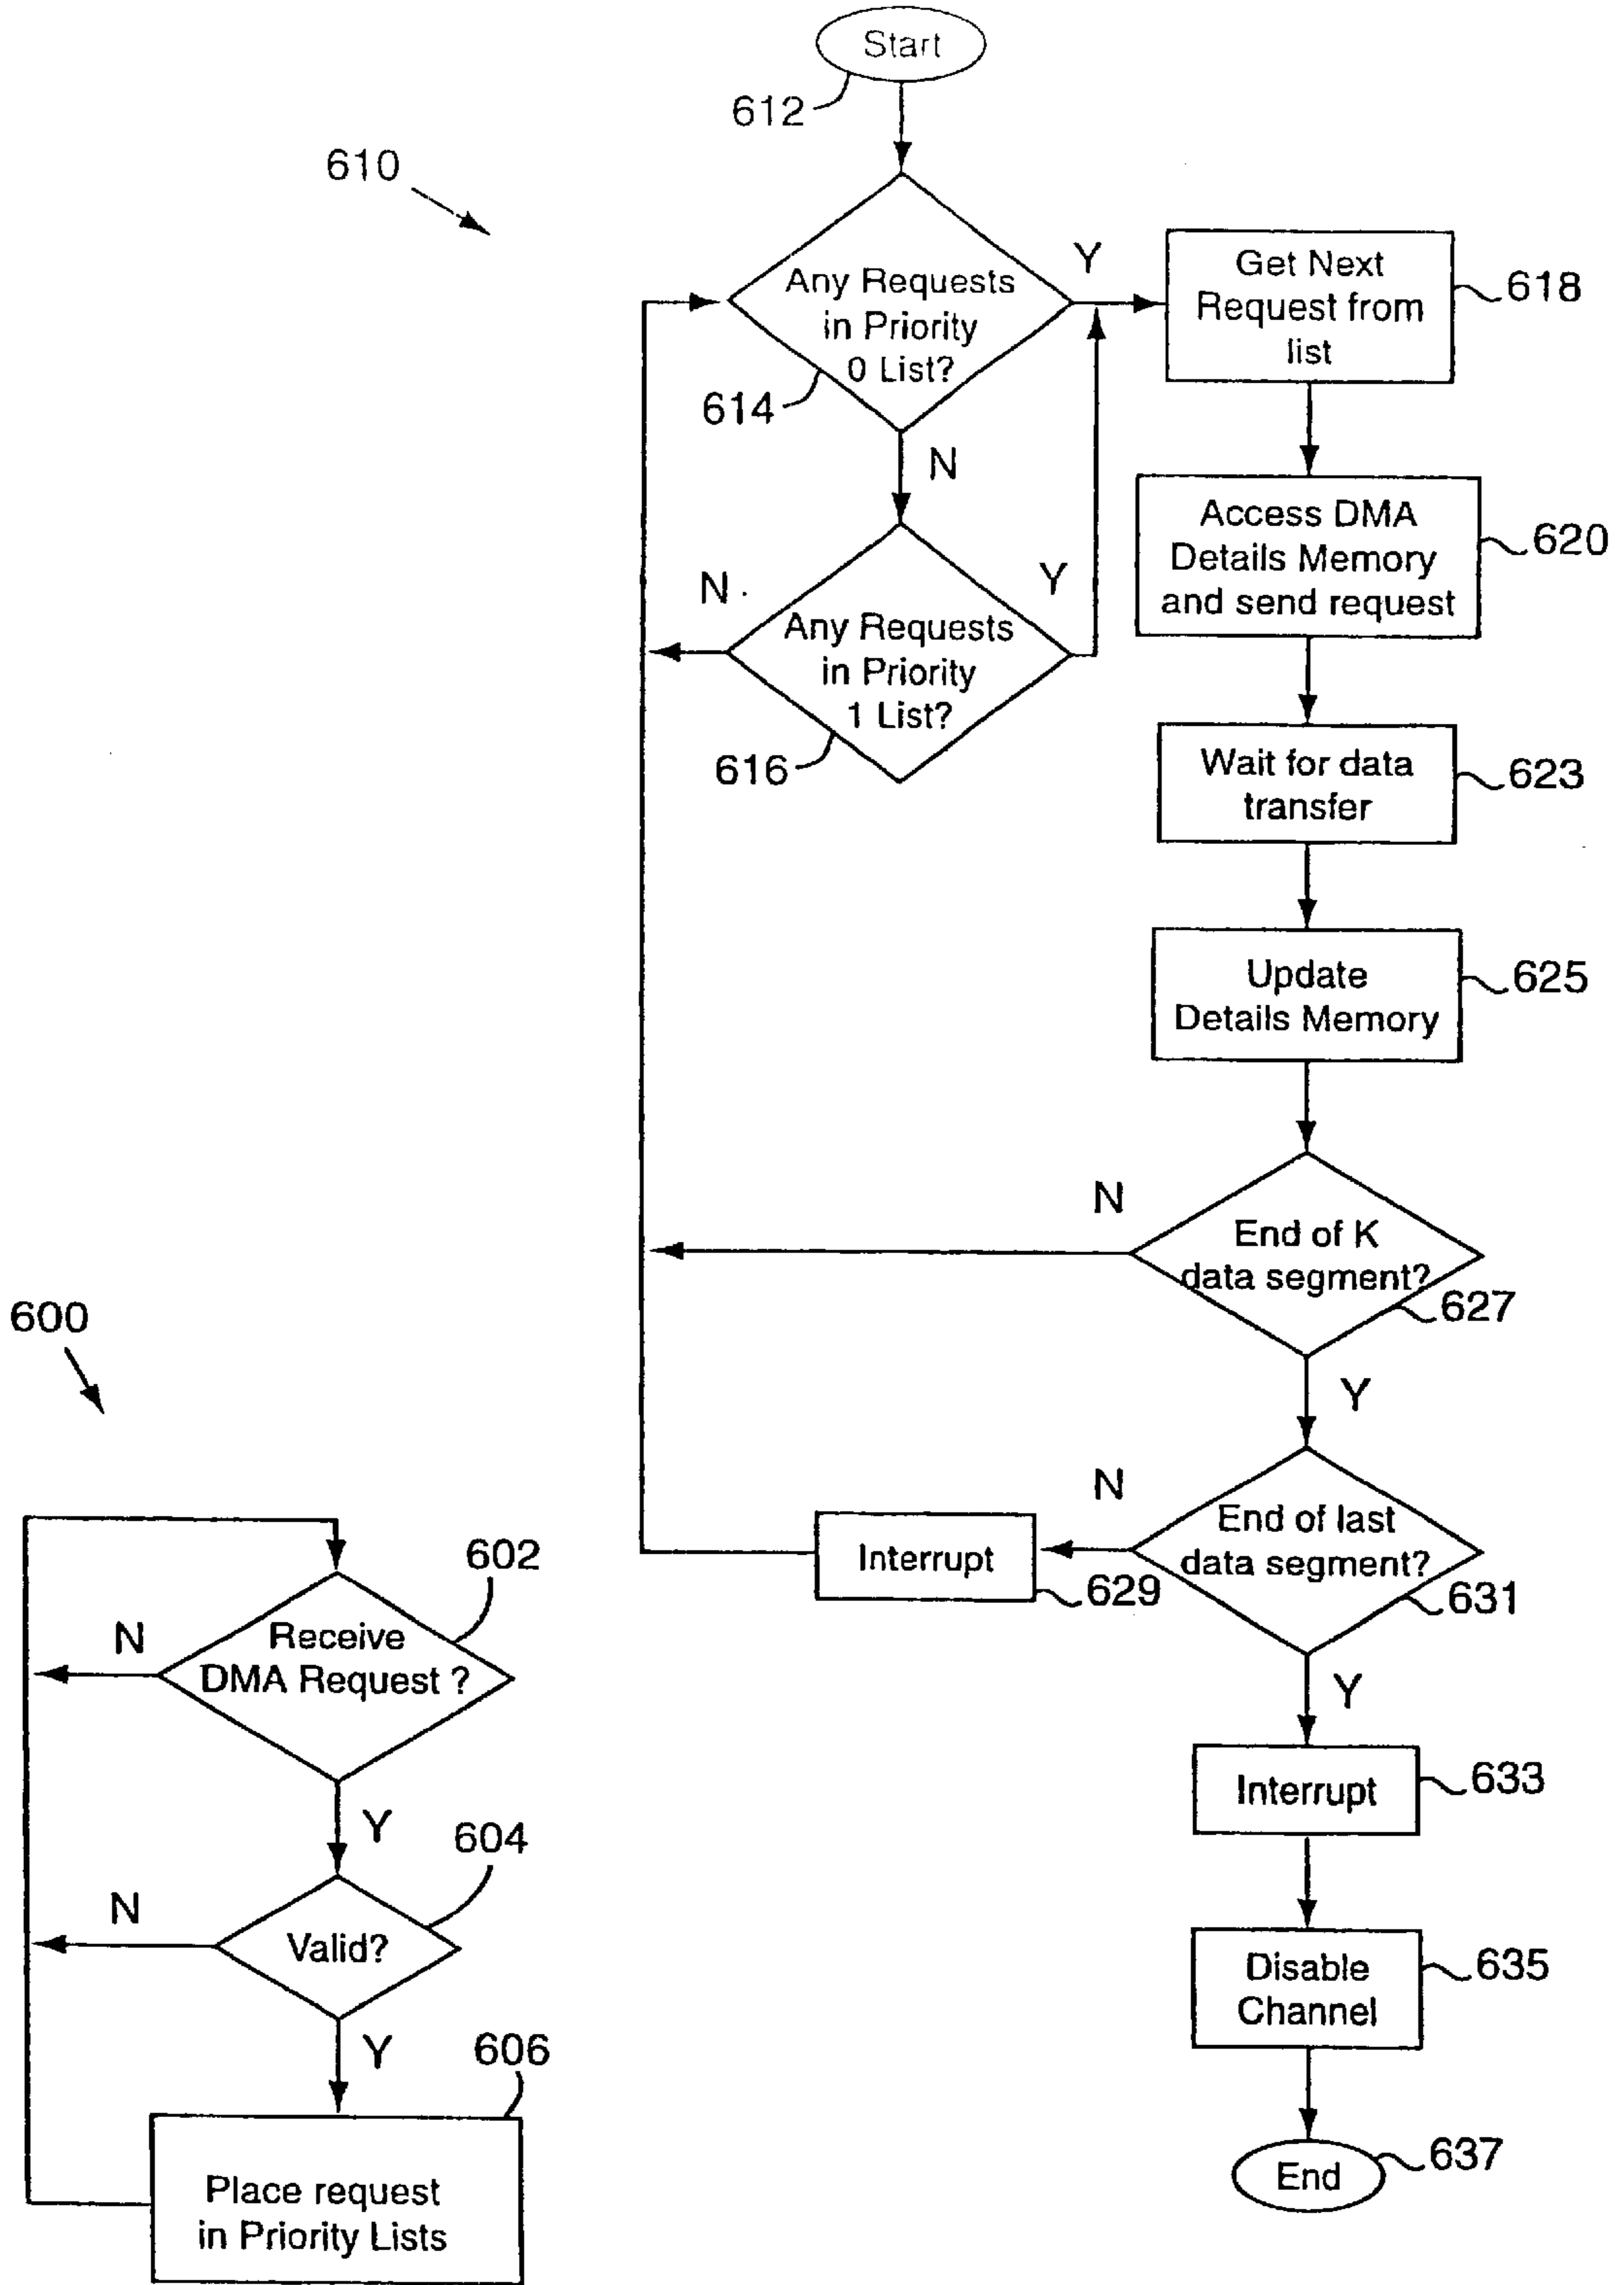 Start
612
610
Any Requests
in Priority
0 List?
614
Y
N
Get Next
Request from
list
618
Access DMA
Details Memory
and send request
620
N
Y
Any Requests
in Priority
1 List?
616
Wait for data
transfer
623
Update
Details Memory
625
N
End of K
data segment?
627
Y
N
End of last
data segment?
631
Interrupt
629
Y
Interrupt
633
Disable
Channel
635
End
637
600
602
N
Receive
DMA Request ?
Y
604
N
Valid?
Y
606
Place request
in Priority Lists